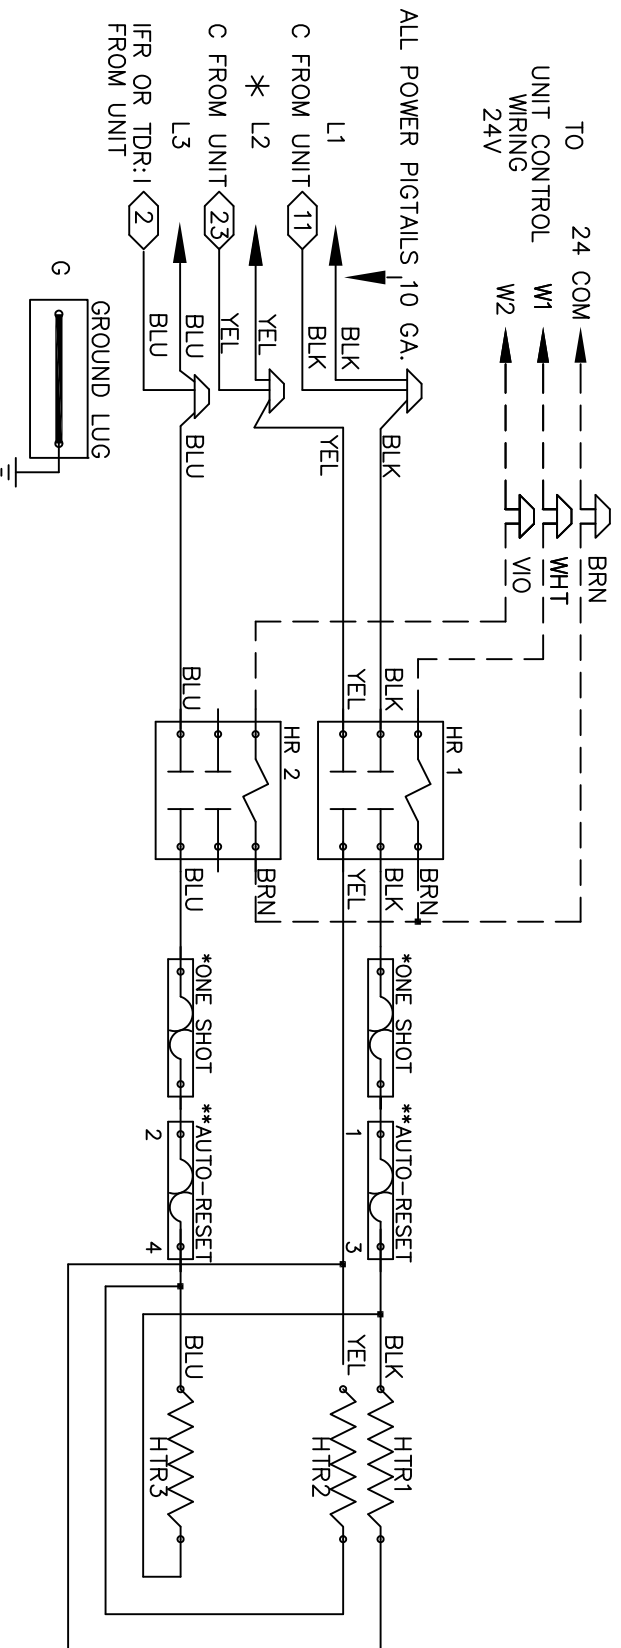 TO
UNIT CONTROL
WIRING
24V
24 COM
W1
W2
BRN
WHT
VIO
ALL POWER PIGTAILS 10 GA.
L1
C FROM UNIT
11
* L2
C FROM UNIT
23
L3
IFR OR TDR:1
FROM UNIT
2
BLK
BLK
YEL
YEL
BLU
BLU
BLK
YEL
BLU
G
GROUND LUG
HR 1
BLK
YEL
BRN
BLK
YEL
HR 2
BLU
BRN
BLU
*ONE SHOT
**AUTO-RESET
1
3
*ONE SHOT
**AUTO-RESET
2
4
BLK
HTR1
YEL
HTR2
BLU
HTR3